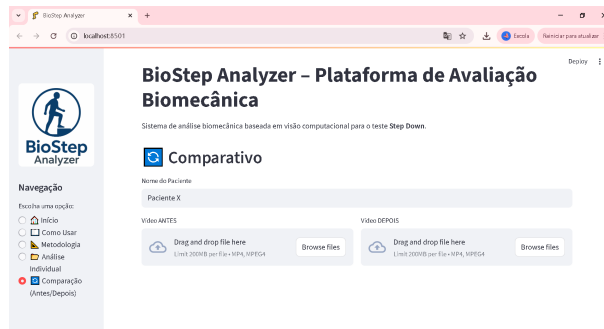 BioStep Analyzer
localhost:8501
Escola
Reiniciar para atualizar
Deploy
BioStep
Analyzer
Navegação
Escolha uma opção:
Início
Como Usar
Metodologia
Análise
Individual
Comparação
(Antes/Depois)
BioStep Analyzer – Plataforma de Avaliação
Biomecânica
Sistema de análise biomecânica baseada em visão computacional para o teste Step Down.
Comparativo
Nome do Paciente
Paciente X
Vídeo ANTES
Drag and drop file here
Limit 200MB per file • MP4, MPEG4
Browse files
Vídeo DEPOIS
Drag and drop file here
Limit 200MB per file • MP4, MPEG4
Browse files